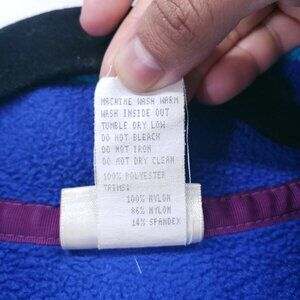 MACHINE WASH WARM
WASH INSIDE OUT
TUMBLE DRY LOW
DO NOT BLEACH
DO NOT IRON
DO NOT DRY CLEAN
100% POLYESTER
TRIMS:
100% NYLON
86% NYLON
14% SPANDEX